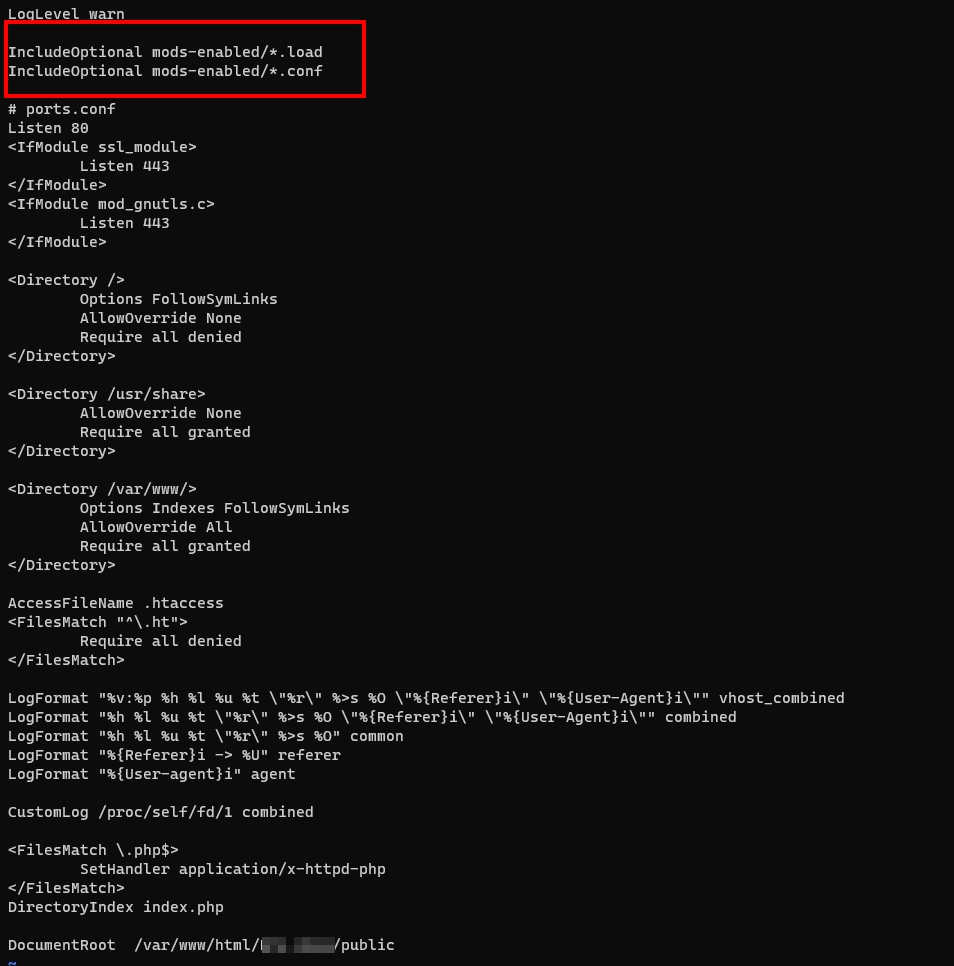 LogLevel warn
IncludeOptional mods-enabled/*.load
IncludeOptional mods-enabled/*.conf
# ports.conf
Listen 80
<IfModule ssl_module>
        Listen 443
</IfModule>
<IfModule mod_gnutls.c>
        Listen 443
</IfModule>
<Directory />
        Options FollowSymLinks
        AllowOverride None
        Require all denied
</Directory>
<Directory /usr/share>
        AllowOverride None
        Require all granted
</Directory>
<Directory /var/www/>
        Options Indexes FollowSymLinks
        AllowOverride All
        Require all granted
</Directory>
AccessFileName .htaccess
<FilesMatch "^\.ht">
        Require all denied
</FilesMatch>
LogFormat "%v:%p %h %l %u %t \"%r\" %>s %O \"%{Referer}i\" \"%{User-Agent}i\"" vhost_combined
LogFormat "%h %l %u %t \"%r\" %>s %O \"%{Referer}i\" \"%{User-Agent}i\"" combined
LogFormat "%h %l %u %t \"%r\" %>s %O" common
LogFormat "%{Referer}i -> %U" referer
LogFormat "%{User-agent}i" agent
CustomLog /proc/self/fd/1 combined
<FilesMatch \.php$>
        SetHandler application/x-httpd-php
</FilesMatch>
DirectoryIndex index.php
DocumentRoot  /var/www/html/ /public
~